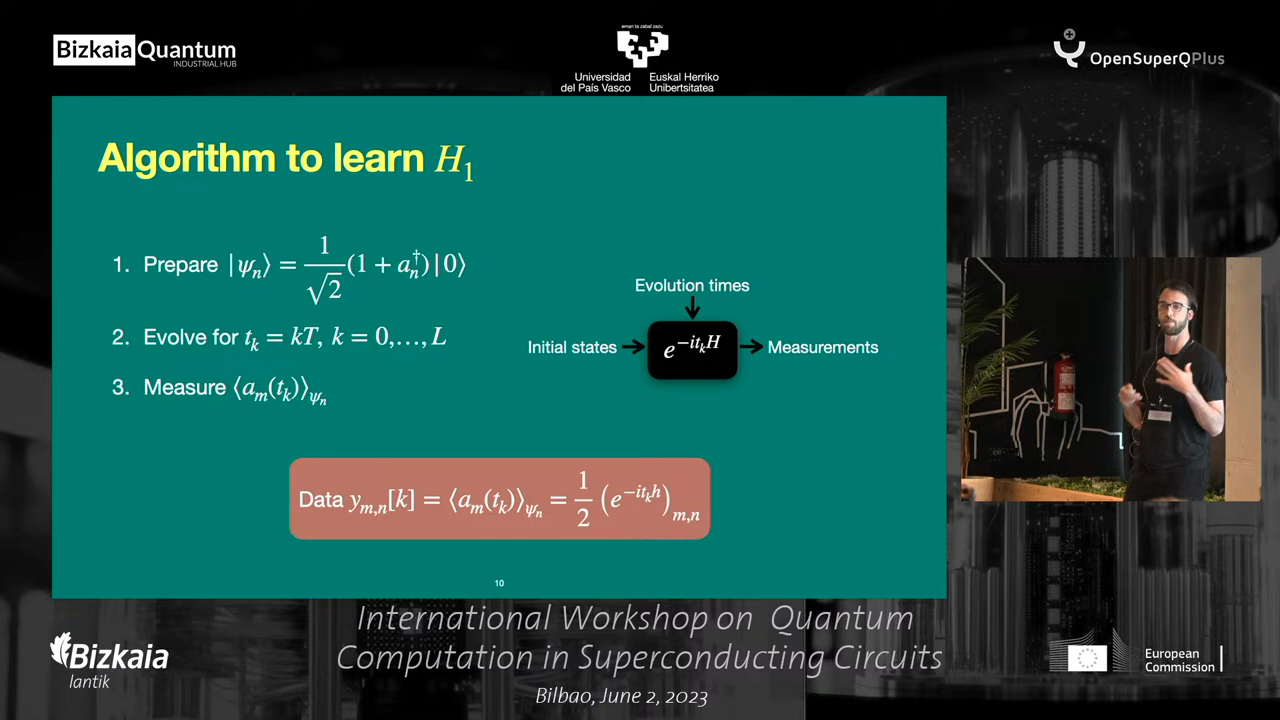 Bizkaia Quantum
INDUSTRIAL HUB
eman ta zabal zazu
Universidad
del País Vasco
Euskal Herriko
Unibertsitatea
OpenSuperQPlus
Algorithm to learn H₁
1. Prepare |ψₙ⟩ = 1/√2 (1 + aₙ†)|0⟩
2. Evolve for tₖ = kT, k = 0,…,L
3. Measure ⟨aₘ(tₖ)⟩ψₙ
Evolution times
Initial states
e^{−itₖH}
Measurements
Data yₘ,ₙ[k] = ⟨aₘ(tₖ)⟩ψₙ = 1/2 (e^{−itₖh})ₘ,ₙ
10
International Workshop on Quantum
Computation in Superconducting Circuits
Bilbao, June 2, 2023
Bizkaia
lantik
European
Commission